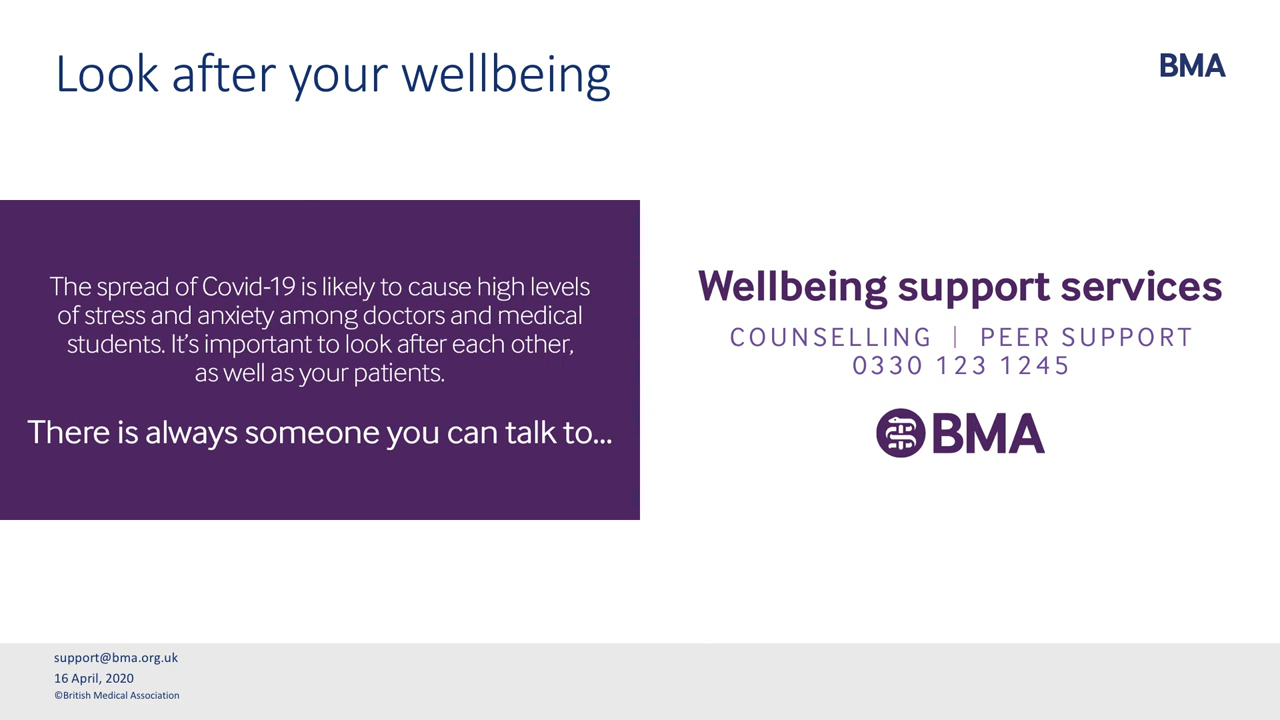 Look after your wellbeing
BMA
The spread of Covid-19 is likely to cause high levels
of stress and anxiety among doctors and medical
students. It’s important to look after each other,
as well as your patients.
There is always someone you can talk to...
Wellbeing support services
COUNSELLING | PEER SUPPORT
0330 123 1245
BMA
support@bma.org.uk
16 April, 2020
©British Medical Association